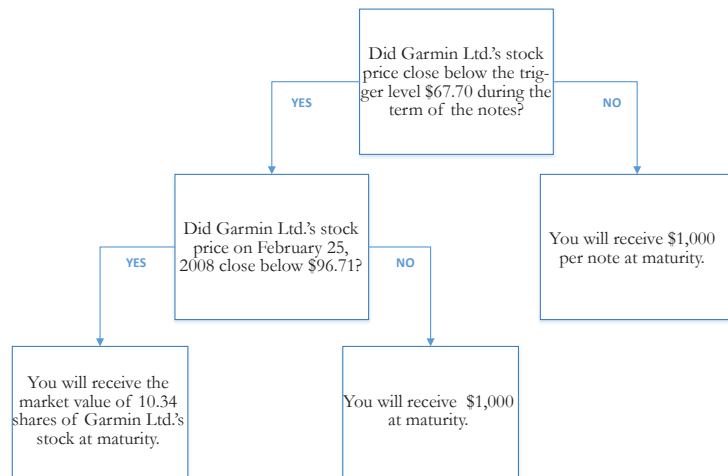 Did Garmin Ltd.'s stock
price close below the trig-
ger level $67.70 during the
term of the notes?
YES
NO
Did Garmin Ltd.'s stock
price on February 25,
2008 close below $96.71?
You will receive $1,000
per note at maturity.
YES
NO
You will receive the
market value of 10.34
shares of Garmin Ltd.'s
stock at maturity.
You will receive $1,000
at maturity.